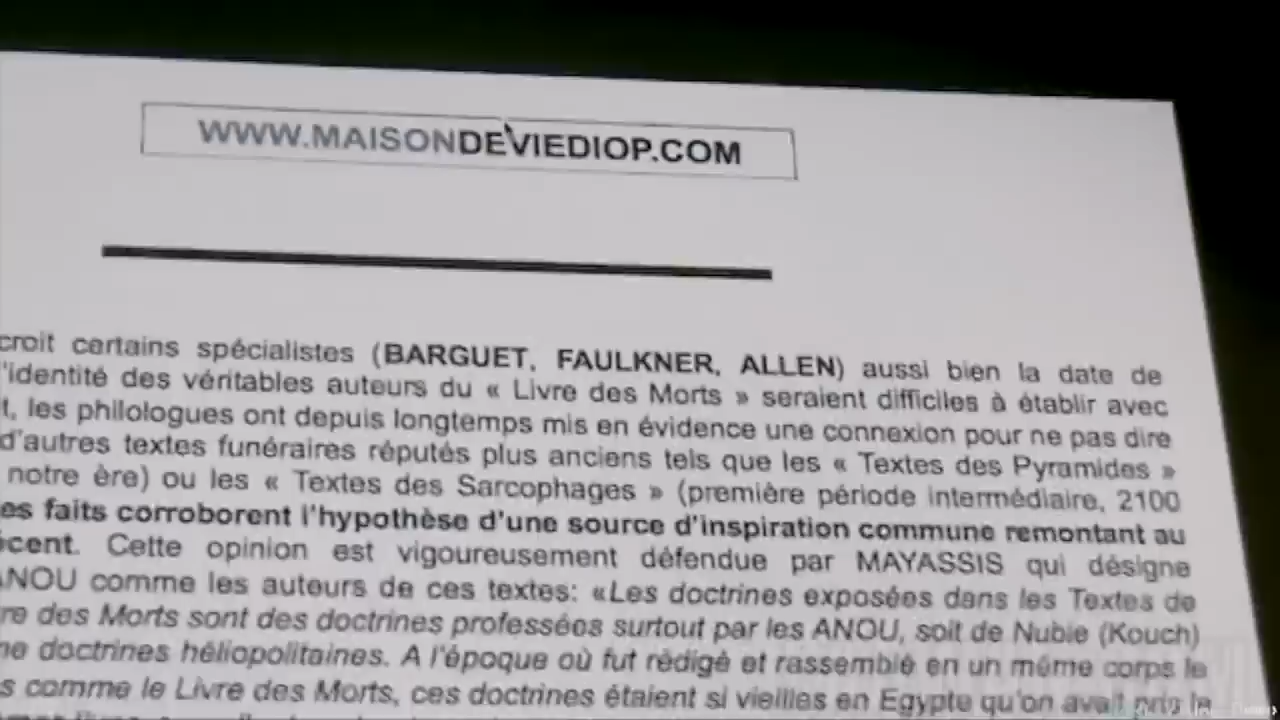 WWW.MAISONDEVIEDIOP.COM
croit certains spécialistes (BARGUET, FAULKNER, ALLEN) aussi bien la date de
l'identité des véritables auteurs du « Livre des Morts » seraient difficiles à établir avec
t, les philologues ont depuis longtemps mis en évidence une connexion pour ne pas dire
d'autres textes funéraires réputés plus anciens tels que les « Textes des Pyramides »
notre ère) ou les « Textes des Sarcophages » (première période intermédiaire, 2100
es faits corroborent l'hypothèse d'une source d'inspiration commune remontant au
cent. Cette opinion est vigoureusement défendue par MAYASSIS qui désigne
ANOU comme les auteurs de ces textes: «Les doctrines exposées dans les Textes de
re des Morts sont des doctrines professées surtout par les ANOU, soit de Nubie (Kouch)
ne doctrines héliopolitaines. A l'époque où fut rédigé et rassemblé en un même corps le
s comme le Livre des Morts, ces doctrines étaient si vieilles en Egypte qu'on avait pris le